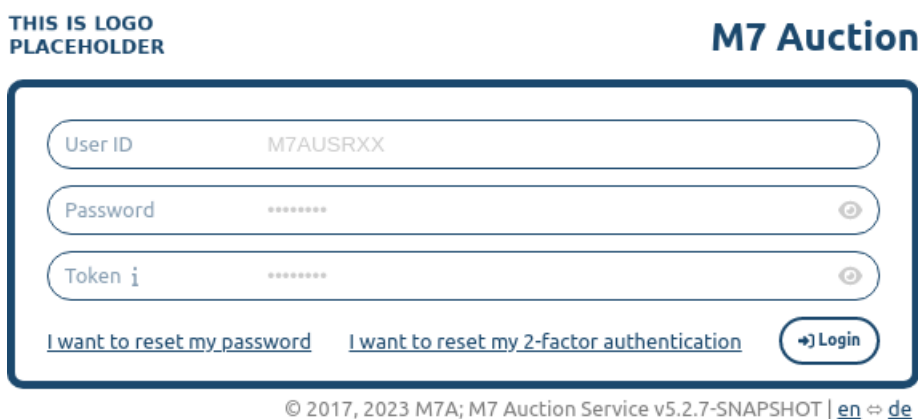 THIS IS LOGO
PLACEHOLDER
M7 Auction
User ID M7AUSRXX
Password ••••••••
Token i ••••••••
I want to reset my password I want to reset my 2-factor authentication Login
© 2017, 2023 M7A; M7 Auction Service v5.2.7-SNAPSHOT | en ⇔ de